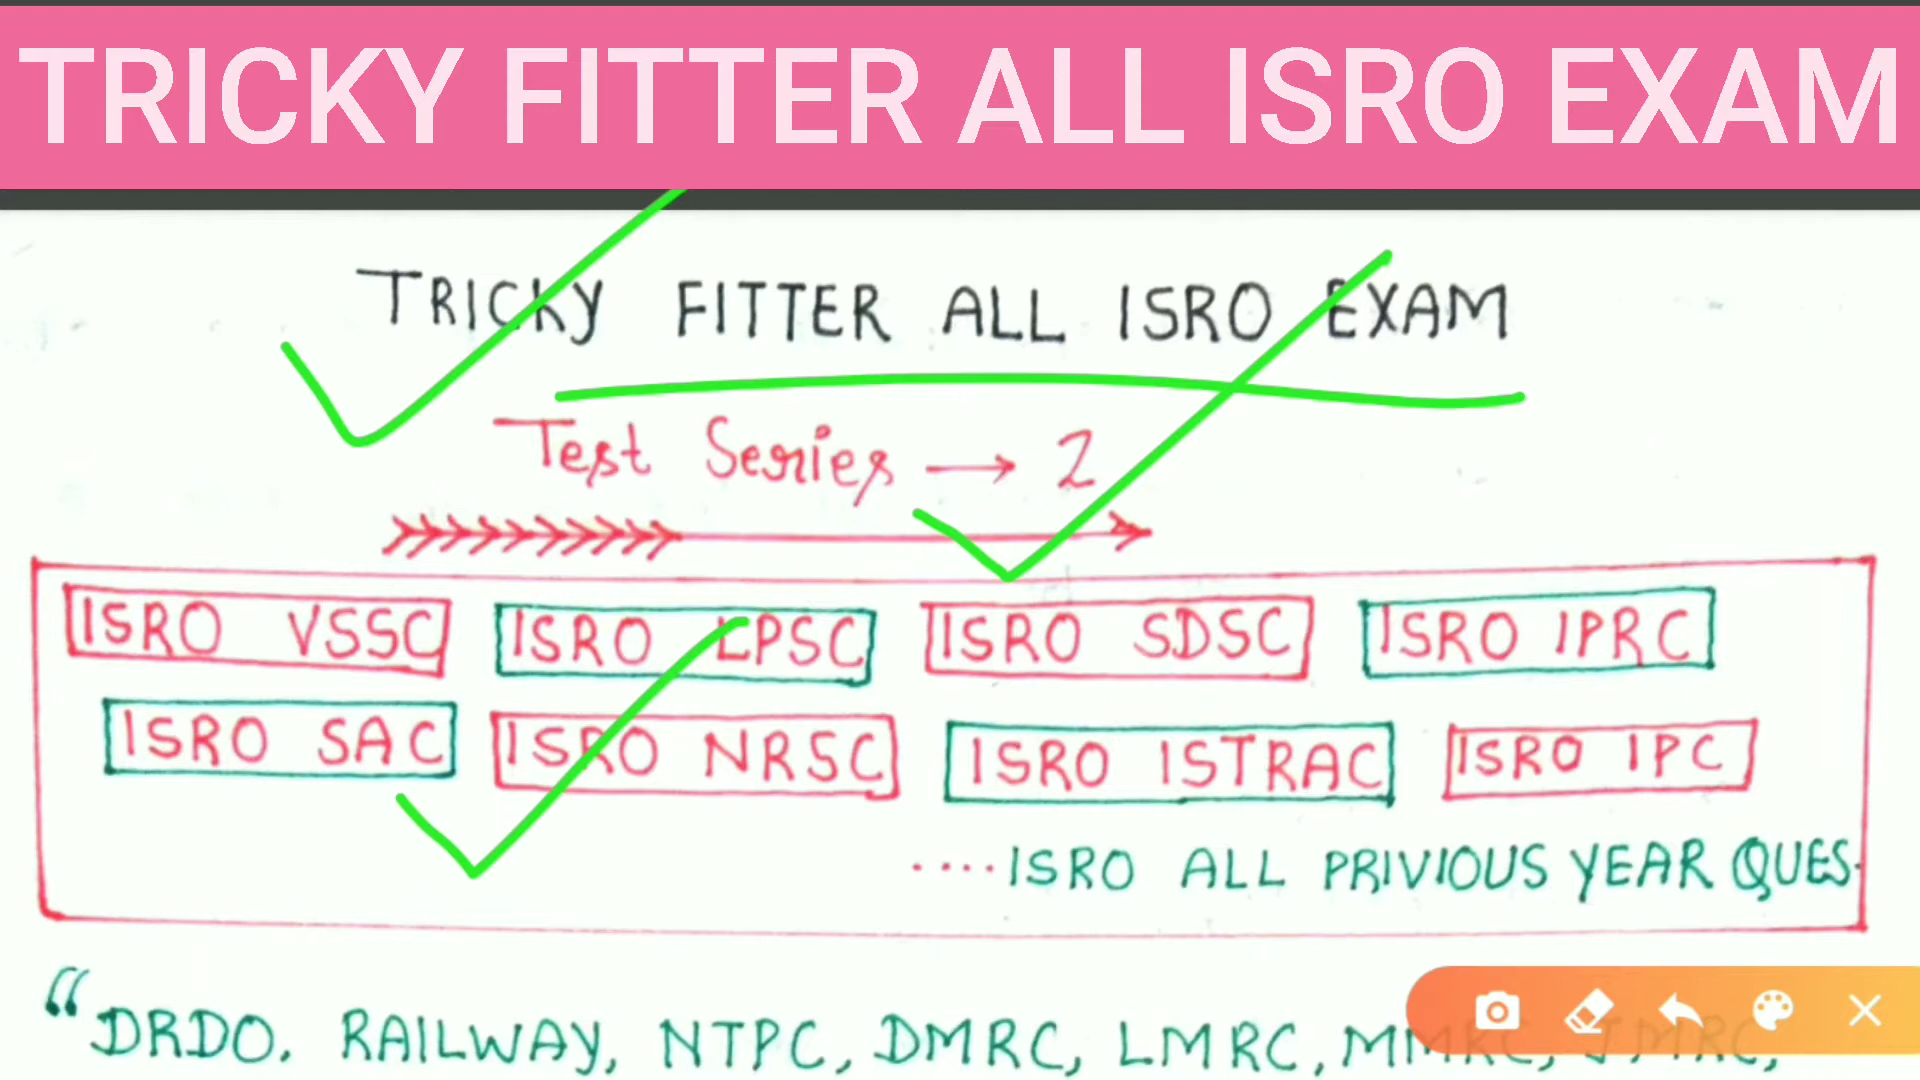 TRICKY FITTER ALL ISRO EXAM
TRICKY FITTER ALL ISRO EXAM
Test Series → 2
ISRO VSSC ISRO LPSC ISRO SDSC ISRO IPRC
ISRO SAC ISRO NRSC ISRO ISTRAC ISRO IPC
....ISRO ALL PRIVIOUS YEAR QUES.
“DRDO, RAILWAY, NTPC, DMRC, LMRC, MMRC, JMRC,